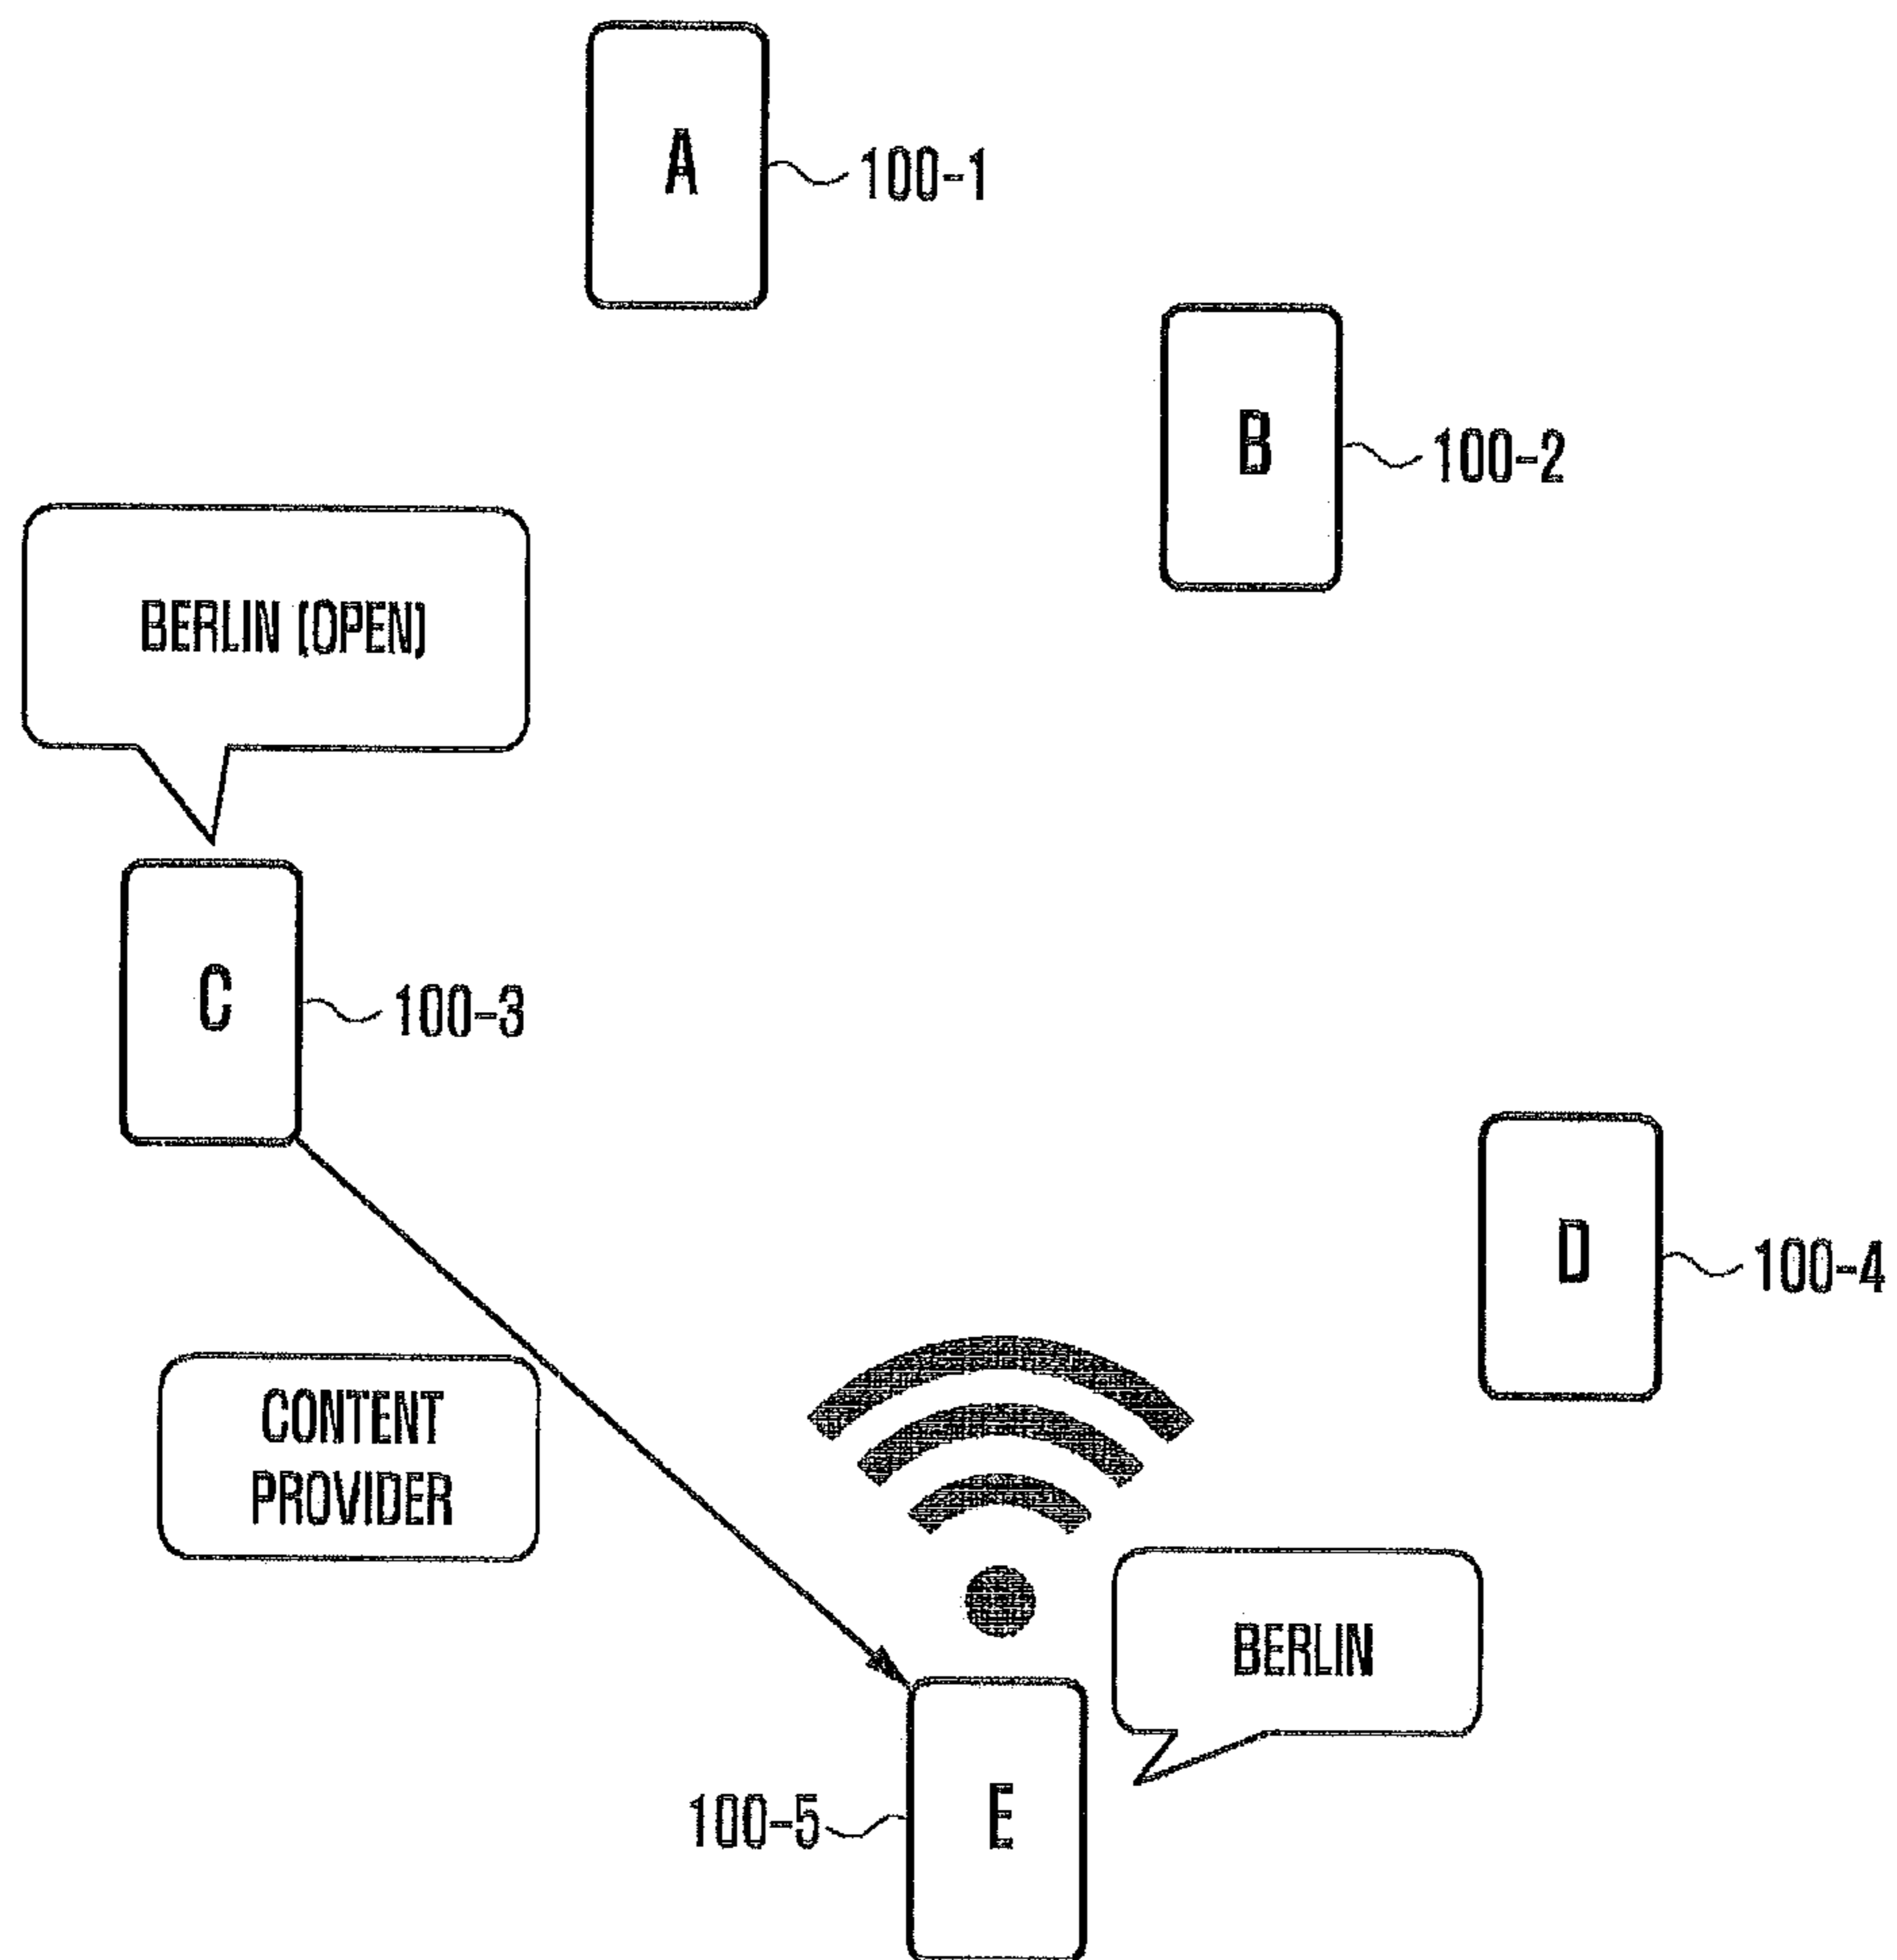 A
100-1
B
100-2
BERLIN (OPEN)
C
100-3
D
100-4
CONTENT
PROVIDER
BERLIN
100-5
E